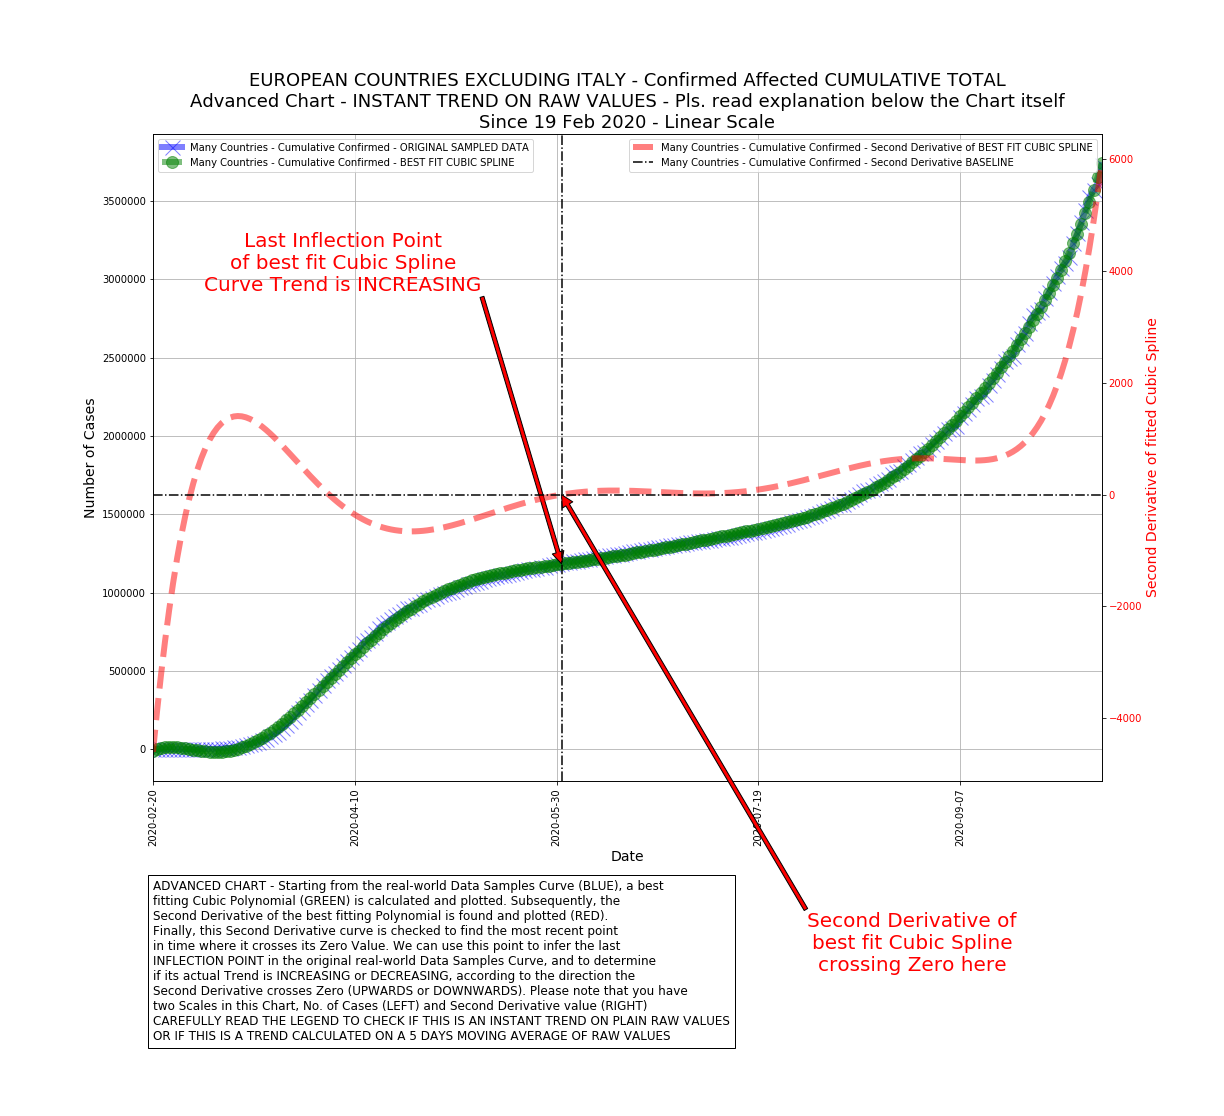 EUROPEAN COUNTRIES EXCLUDING ITALY - Confirmed Affected CUMULATIVE TOTAL
Advanced Chart - INSTANT TREND ON RAW VALUES - Pls. read explanation below the Chart itself
Since 19 Feb 2020 - Linear Scale
Many Countries - Cumulative Confirmed - ORIGINAL SAMPLED DATA
Many Countries - Cumulative Confirmed - BEST FIT CUBIC SPLINE
Many Countries - Cumulative Confirmed - Second Derivative of BEST FIT CUBIC SPLINE
Many Countries - Cumulative Confirmed - Second Derivative BASELINE
Last Inflection Point
of best fit Cubic Spline
Curve Trend is INCREASING
Number of Cases
3500000
3000000
2500000
2000000
1500000
1000000
500000
0
6000
4000
2000
0
−2000
−4000
Second Derivative of fitted Cubic Spline
2020-02-20
2020-04-10
2020-05-30
2020-07-19
2020-09-07
Date
Second Derivative of
best fit Cubic Spline
crossing Zero here
ADVANCED CHART - Starting from the real-world Data Samples Curve (BLUE), a best
fitting Cubic Polynomial (GREEN) is calculated and plotted. Subsequently, the
Second Derivative of the best fitting Polynomial is found and plotted (RED).
Finally, this Second Derivative curve is checked to find the most recent point
in time where it crosses its Zero Value. We can use this point to infer the last
INFLECTION POINT in the original real-world Data Samples Curve, and to determine
if its actual Trend is INCREASING or DECREASING, according to the direction the
Second Derivative crosses Zero (UPWARDS or DOWNWARDS). Please note that you have
two Scales in this Chart, No. of Cases (LEFT) and Second Derivative value (RIGHT)
CAREFULLY READ THE LEGEND TO CHECK IF THIS IS AN INSTANT TREND ON PLAIN RAW VALUES
OR IF THIS IS A TREND CALCULATED ON A 5 DAYS MOVING AVERAGE OF RAW VALUES